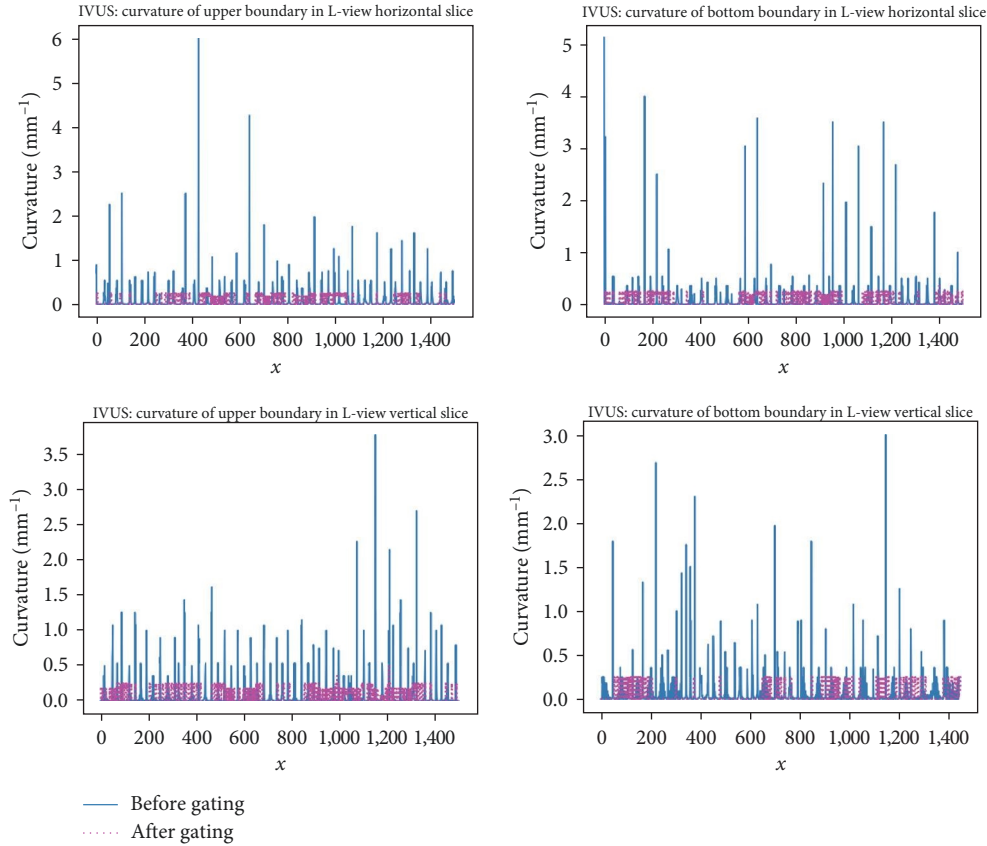 IVUS: curvature of upper boundary in L-view horizontal slice
6
5
4
3
2
1
0
Curvature (mm⁻¹)
0 200 400 600 800 1,000 1,200 1,400
x
IVUS: curvature of bottom boundary in L-view horizontal slice
5
4
3
2
1
0
Curvature (mm⁻¹)
0 200 400 600 800 1,000 1,200 1,400
x
IVUS: curvature of upper boundary in L-view vertical slice
3.5
3.0
2.5
2.0
1.5
1.0
0.5
0.0
Curvature (mm⁻¹)
0 200 400 600 800 1,000 1,200 1,400
x
IVUS: curvature of bottom boundary in L-view vertical slice
3.0
2.5
2.0
1.5
1.0
0.5
0.0
Curvature (mm⁻¹)
0 200 400 600 800 1,000 1,200 1,400
x
Before gating
After gating